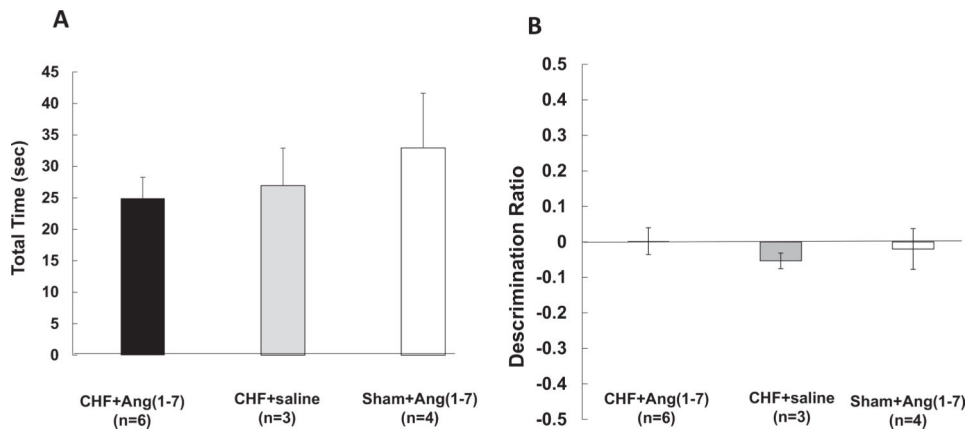 A
Total Time (sec)
45
40
35
30
25
20
15
10
5
0
CHF+Ang(1-7)
(n=6)
CHF+saline
(n=3)
Sham+Ang(1-7)
(n=4)
B
Descrimination Ratio
0.5
0.4
0.3
0.2
0.1
0
-0.1
-0.2
-0.3
-0.4
-0.5
CHF+Ang(1-7)
(n=6)
CHF+saline
(n=3)
Sham+Ang(1-7)
(n=4)